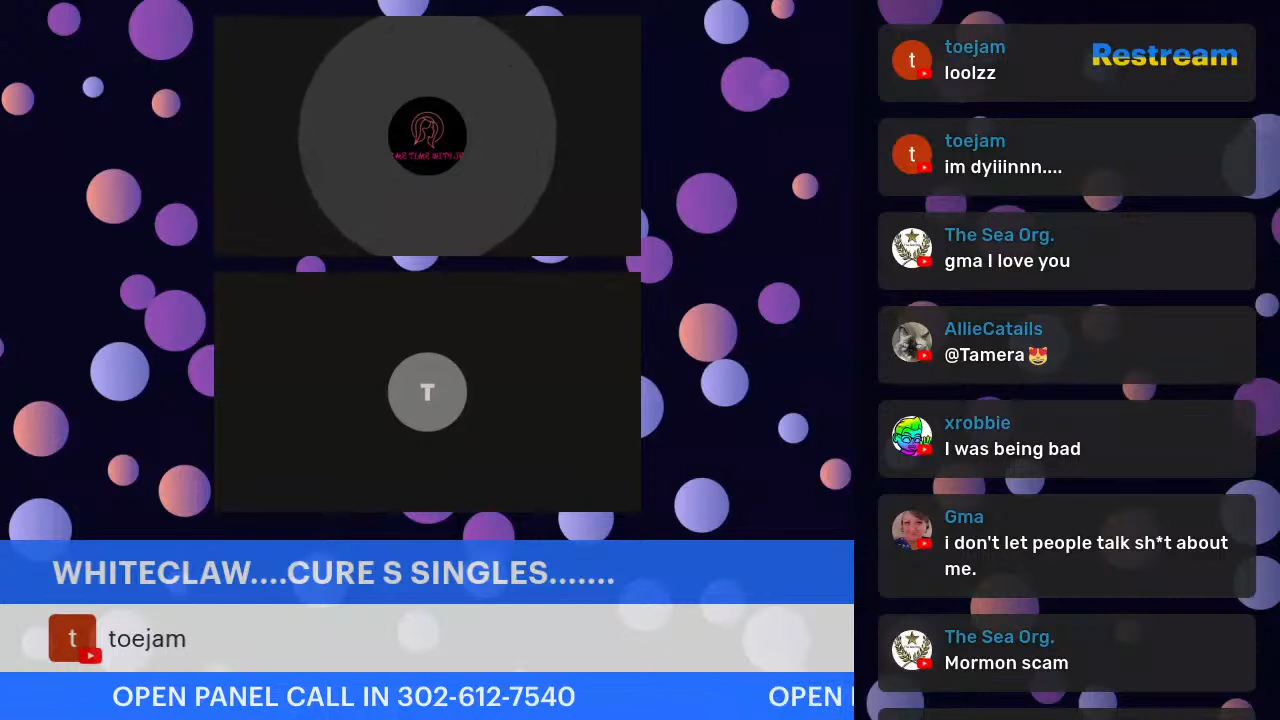 T
WHITECLAW....CURE S SINGLES.......
t
toejam
OPEN PANEL CALL IN 302-612-7540
OPEN
Restream
t
toejam
loolzz
t
toejam
im dyiiinnn....
The Sea Org.
gma I love you
AllieCatails
@Tamera 😻
xrobbie
I was being bad
Gma
i don't let people talk sh*t about
me.
The Sea Org.
Mormon scam